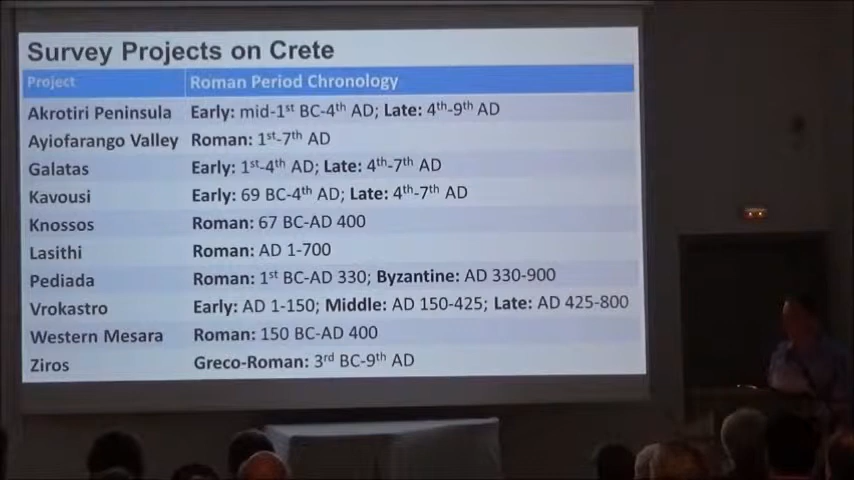 Survey Projects on Crete
Project Roman Period Chronology
Akrotiri Peninsula Early: mid-1st BC-4th AD; Late: 4th-9th AD
Ayiofarango Valley Roman: 1st-7th AD
Galatas Early: 1st-4th AD; Late: 4th-7th AD
Kavousi Early: 69 BC-4th AD; Late: 4th-7th AD
Knossos Roman: 67 BC-AD 400
Lasithi Roman: AD 1-700
Pediada Roman: 1st BC-AD 330; Byzantine: AD 330-900
Vrokastro Early: AD 1-150; Middle: AD 150-425; Late: AD 425-800
Western Mesara Roman: 150 BC-AD 400
Ziros Greco-Roman: 3rd BC-9th AD